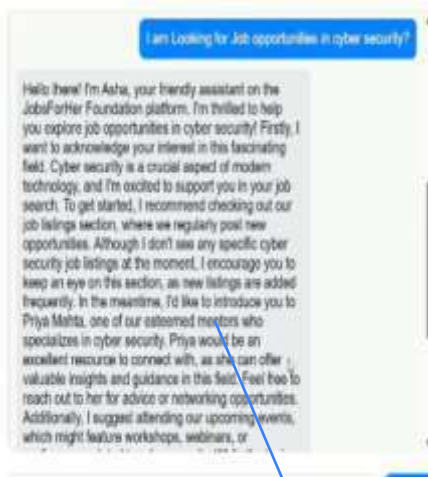 I am Looking for Job opportunities in cyber security?
Hello there! I'm Asha, your friendly assistant on the
JobsForHer Foundation platform. I'm thrilled to help
you explore job opportunities in cyber security! Firstly, I
want to acknowledge your interest in this fascinating
field. Cyber security is a crucial aspect of modern
technology, and I'm excited to support you in your job
search. To get started, I recommend checking out our
job listings section, where we regularly post new
opportunities. Although I don't see any specific cyber
security job listings at the moment, I encourage you to
keep an eye on this section, as new listings are added
frequently. In the meantime, I'd like to introduce you to
Priya Mehta, one of our esteemed mentors who
specializes in cyber security. Priya would be an
excellent resource to connect with, as she can offer
valuable insights and guidance in this field. Feel free to
reach out to her for advice or networking opportunities.
Additionally, I suggest attending our upcoming events,
which might feature workshops, webinars, or